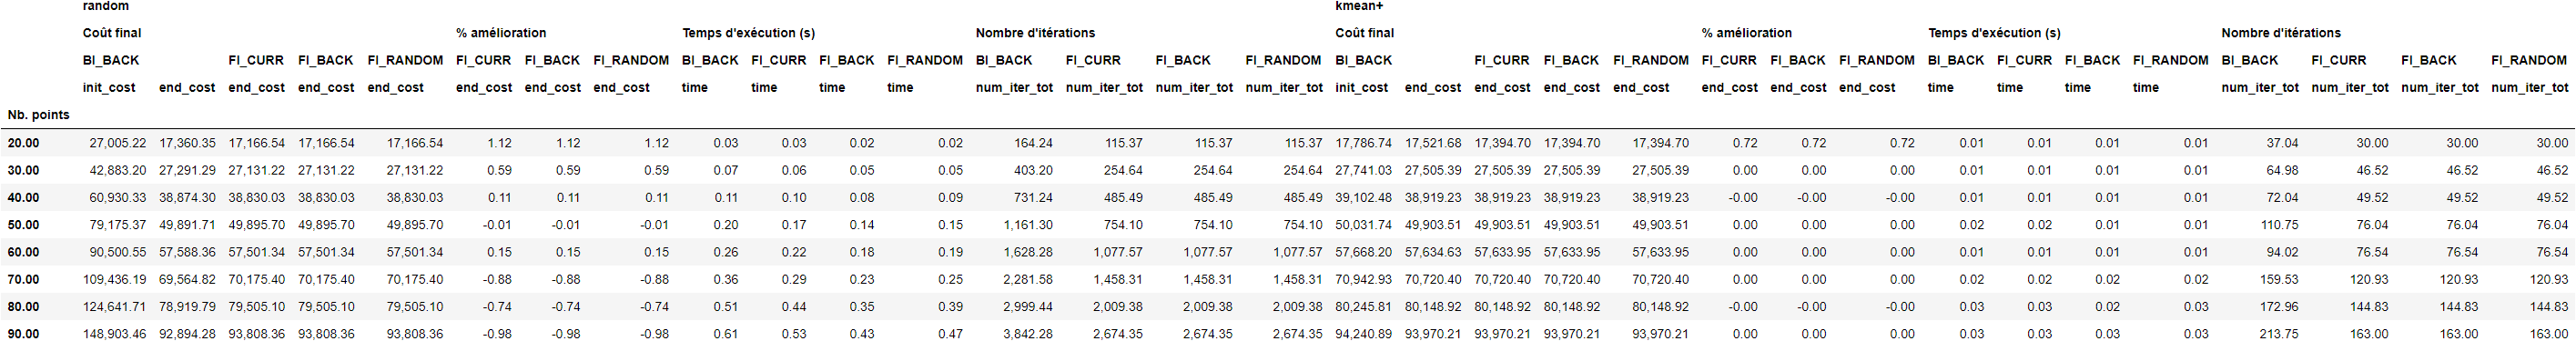 random kmean+
Coût final % amélioration Temps d'exécution (s) Nombre d'itérations Coût final % amélioration Temps d'exécution (s) Nombre d'itérations
BI_BACK FI_CURR FI_BACK FI_RANDOM FI_CURR FI_BACK FI_RANDOM BI_BACK FI_CURR FI_BACK FI_RANDOM BI_BACK FI_CURR FI_BACK FI_RANDOM BI_BACK FI_CURR FI_BACK FI_RANDOM FI_CURR FI_BACK FI_RANDOM BI_BACK FI_CURR FI_BACK FI_RANDOM BI_BACK FI_CURR FI_BACK FI_RANDOM
init_cost end_cost end_cost end_cost end_cost end_cost end_cost end_cost time time time time num_iter_tot num_iter_tot num_iter_tot num_iter_tot init_cost end_cost end_cost end_cost end_cost end_cost end_cost end_cost time time time time num_iter_tot num_iter_tot num_iter_tot num_iter_tot
Nb. points
20.00 27,005.22 17,360.35 17,166.54 17,166.54 17,166.54 1.12 1.12 1.12 0.03 0.03 0.02 0.02 164.24 115.37 115.37 115.37 17,786.74 17,521.68 17,394.70 17,394.70 17,394.70 0.72 0.72 0.72 0.01 0.01 0.01 0.01 37.04 30.00 30.00 30.00
30.00 42,883.20 27,291.29 27,131.22 27,131.22 27,131.22 0.59 0.59 0.59 0.07 0.06 0.05 0.05 403.20 254.64 254.64 254.64 27,741.03 27,505.39 27,505.39 27,505.39 27,505.39 0.00 0.00 0.00 0.01 0.01 0.01 0.01 64.98 46.52 46.52 46.52
40.00 60,930.33 38,874.30 38,830.03 38,830.03 38,830.03 0.11 0.11 0.11 0.11 0.10 0.08 0.09 731.24 485.49 485.49 485.49 39,102.48 38,919.23 38,919.23 38,919.23 38,919.23 -0.00 -0.00 -0.00 0.01 0.01 0.01 0.01 72.04 49.52 49.52 49.52
50.00 79,175.37 49,891.71 49,895.70 49,895.70 49,895.70 -0.01 -0.01 -0.01 0.20 0.17 0.14 0.15 1,161.30 754.10 754.10 754.10 50,031.74 49,903.51 49,903.51 49,903.51 49,903.51 0.00 0.00 0.00 0.02 0.02 0.01 0.01 110.75 76.04 76.04 76.04
60.00 90,500.55 57,588.36 57,501.34 57,501.34 57,501.34 0.15 0.15 0.15 0.26 0.22 0.18 0.19 1,628.28 1,077.57 1,077.57 1,077.57 57,668.20 57,634.63 57,633.95 57,633.95 57,633.95 0.00 0.00 0.00 0.01 0.01 0.01 0.01 94.02 76.54 76.54 76.54
70.00 109,436.19 69,564.82 70,175.40 70,175.40 70,175.40 -0.88 -0.88 -0.88 0.36 0.29 0.23 0.25 2,281.58 1,458.31 1,458.31 1,458.31 70,942.93 70,720.40 70,720.40 70,720.40 70,720.40 0.00 0.00 0.00 0.02 0.02 0.02 0.02 159.53 120.93 120.93 120.93
80.00 124,641.71 78,919.79 79,505.10 79,505.10 79,505.10 -0.74 -0.74 -0.74 0.51 0.44 0.35 0.39 2,999.44 2,009.38 2,009.38 2,009.38 80,245.81 80,148.92 80,148.92 80,148.92 80,148.92 -0.00 -0.00 -0.00 0.03 0.03 0.02 0.03 172.96 144.83 144.83 144.83
90.00 148,903.46 92,894.28 93,808.36 93,808.36 93,808.36 -0.98 -0.98 -0.98 0.61 0.53 0.43 0.47 3,842.28 2,674.35 2,674.35 2,674.35 94,240.89 93,970.21 93,970.21 93,970.21 93,970.21 0.00 0.00 0.00 0.03 0.03 0.03 0.03 213.75 163.00 163.00 163.00